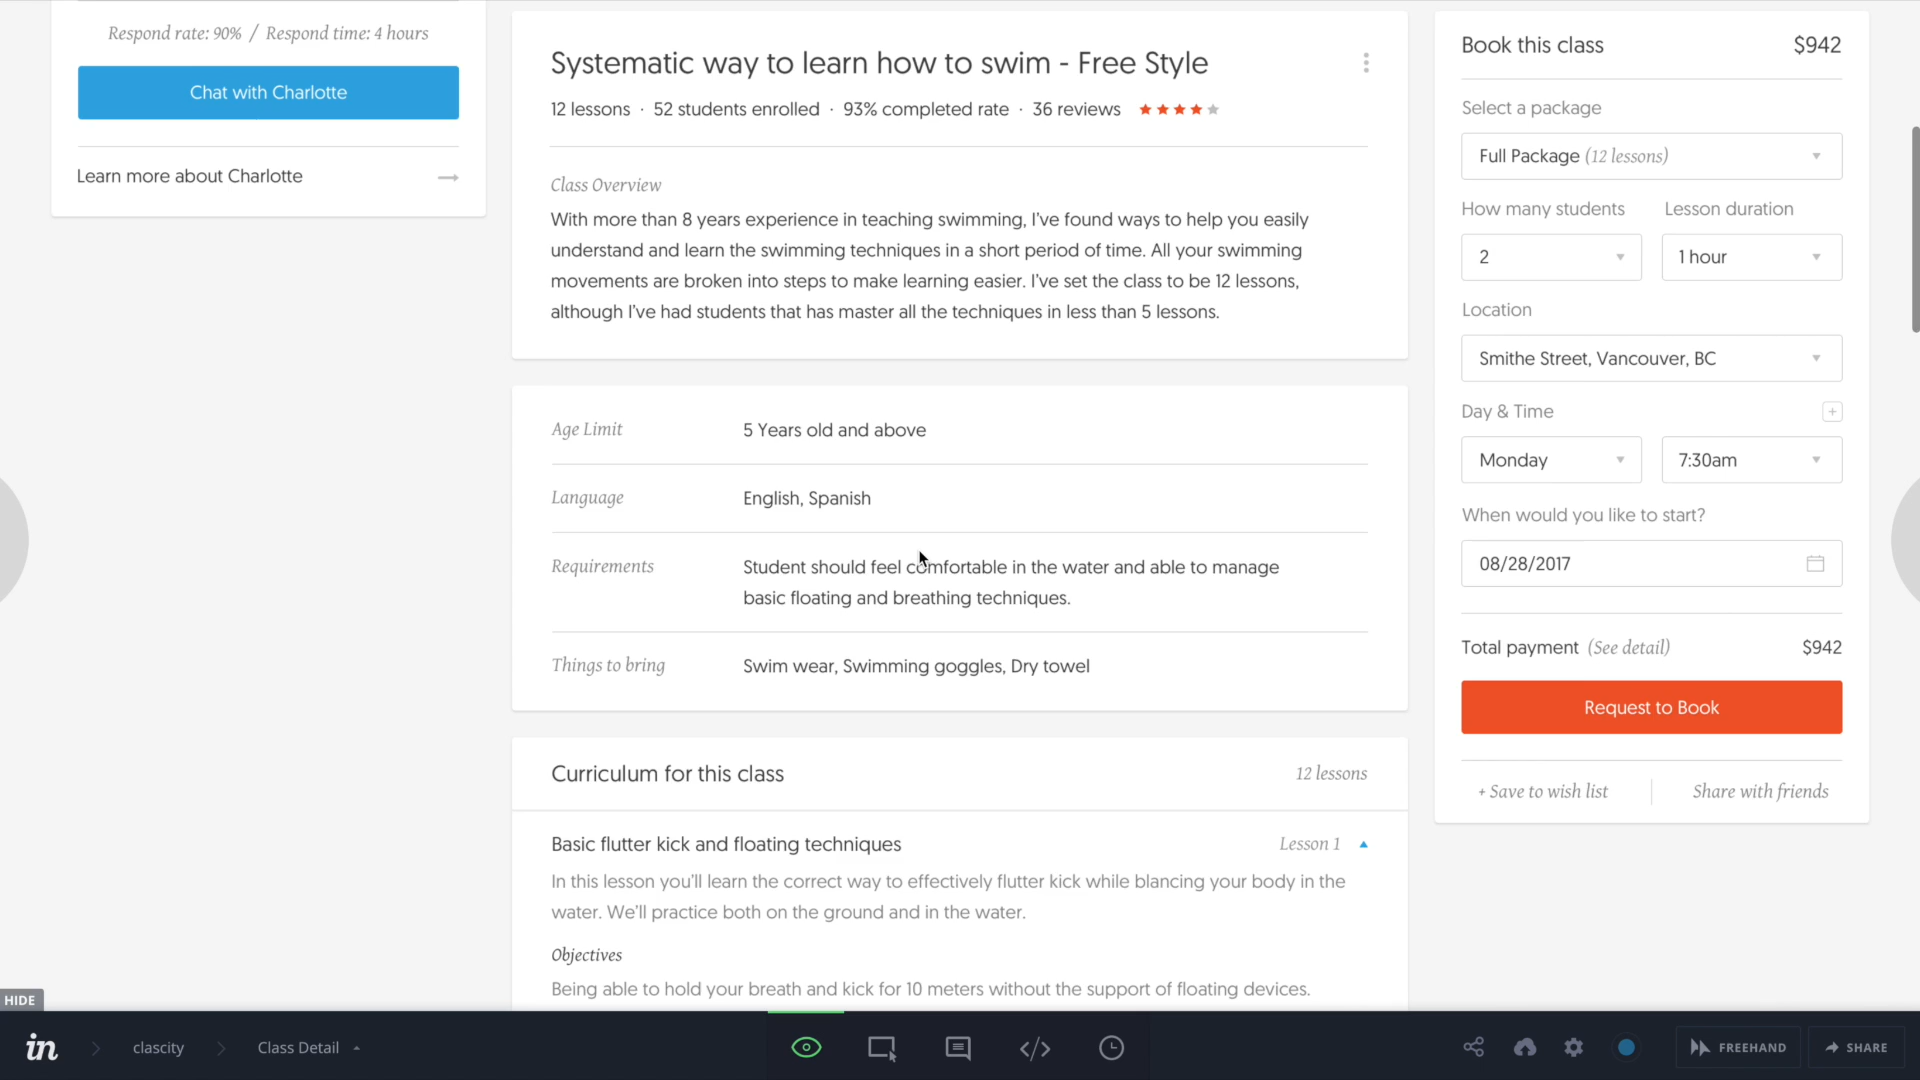 Respond rate: 90% / Respond time: 4 hours
Chat with Charlotte
Learn more about Charlotte
Systematic way to learn how to swim - Free Style
12 lessons · 52 students enrolled · 93% completed rate · 36 reviews
Class Overview
With more than 8 years experience in teaching swimming, I've found ways to help you easily
understand and learn the swimming techniques in a short period of time. All your swimming
movements are broken into steps to make learning easier. I've set the class to be 12 lessons,
although I've had students that has master all the techniques in less than 5 lessons.
Age Limit 5 Years old and above
Language English, Spanish
Requirements Student should feel comfortable in the water and able to manage
basic floating and breathing techniques.
Things to bring Swim wear, Swimming goggles, Dry towel
Curriculum for this class 12 lessons
Basic flutter kick and floating techniques Lesson 1
In this lesson you'll learn the correct way to effectively flutter kick while blancing your body in the
water. We'll practice both on the ground and in the water.
Objectives
Being able to hold your breath and kick for 10 meters without the support of floating devices.
Book this class $942
Select a package
Full Package (12 lessons)
How many students Lesson duration
2 1 hour
Location
Smithe Street, Vancouver, BC
Day & Time +
Monday 7:30am
When would you like to start?
08/28/2017
Total payment (See detail) $942
Request to Book
+ Save to wish list Share with friends
HIDE
in clascity Class Detail </> FREEHAND SHARE